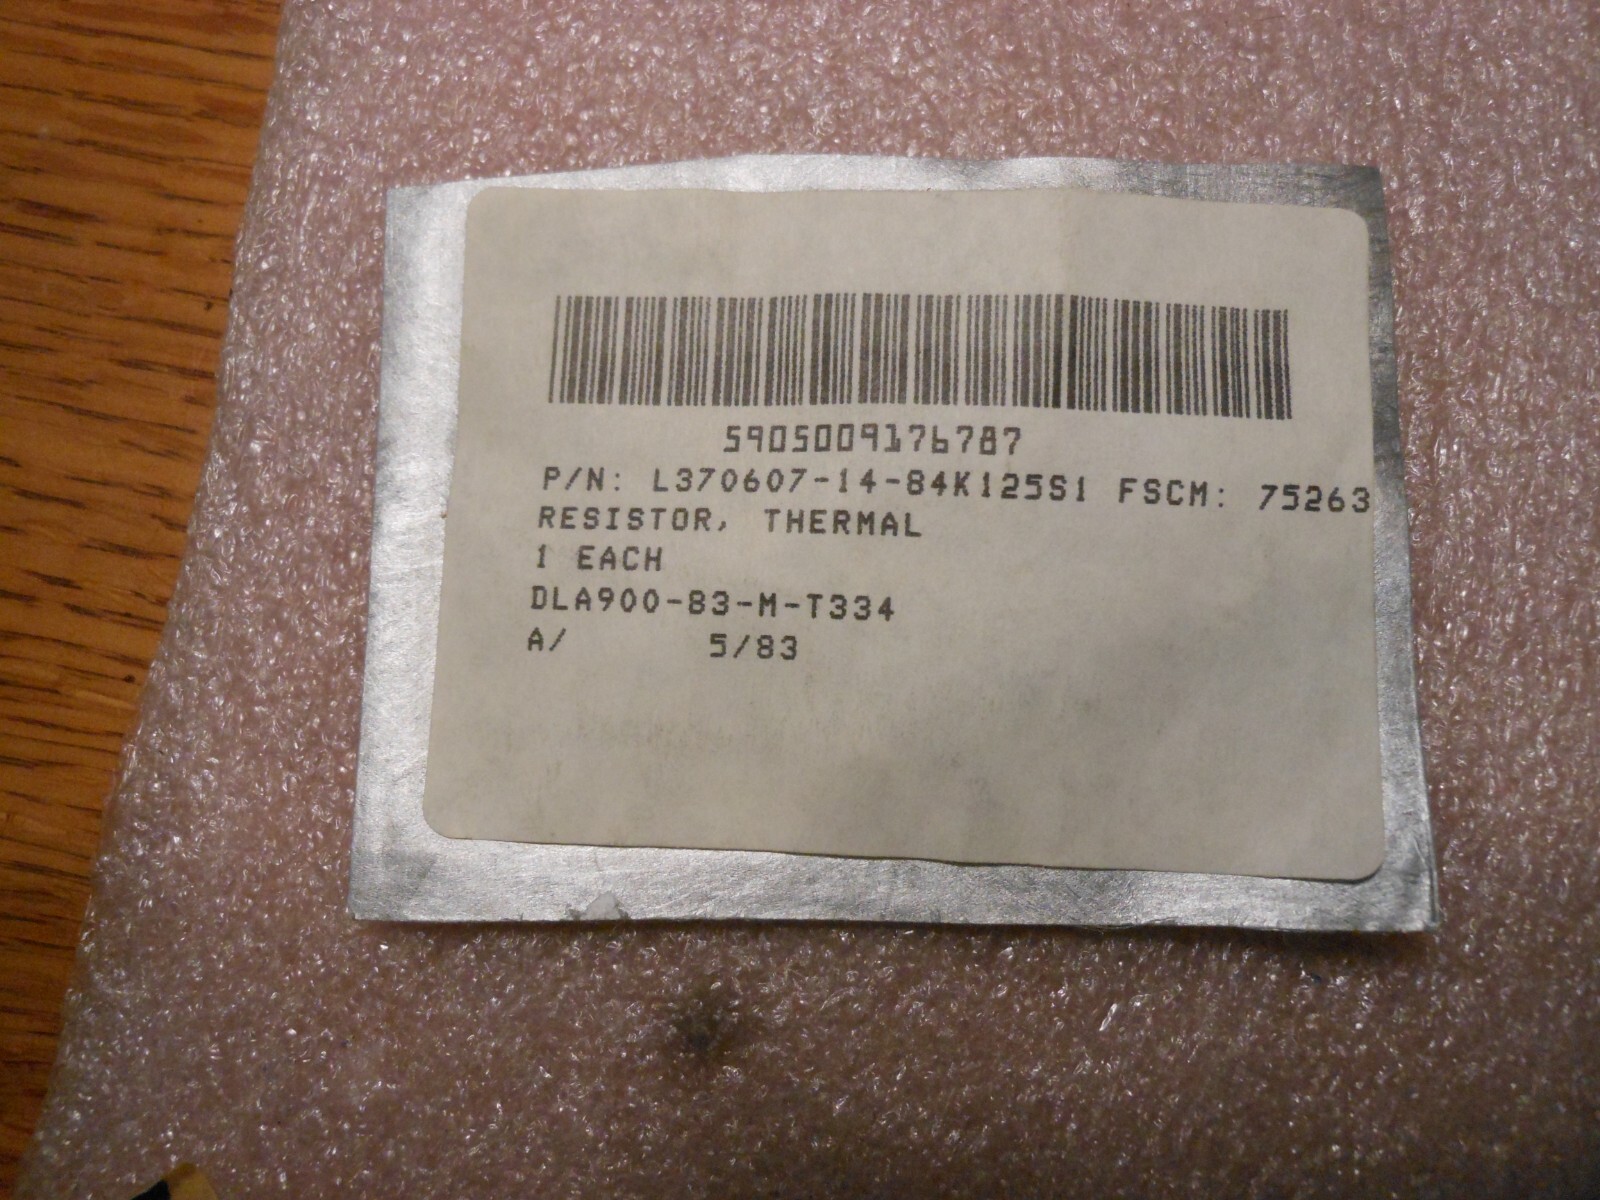 5905009176787
P/N: L370607-14-84K125S1 FSCM: 75263
RESISTOR, THERMAL
1 EACH
DLA900-83-M-T334
A/ 5/83